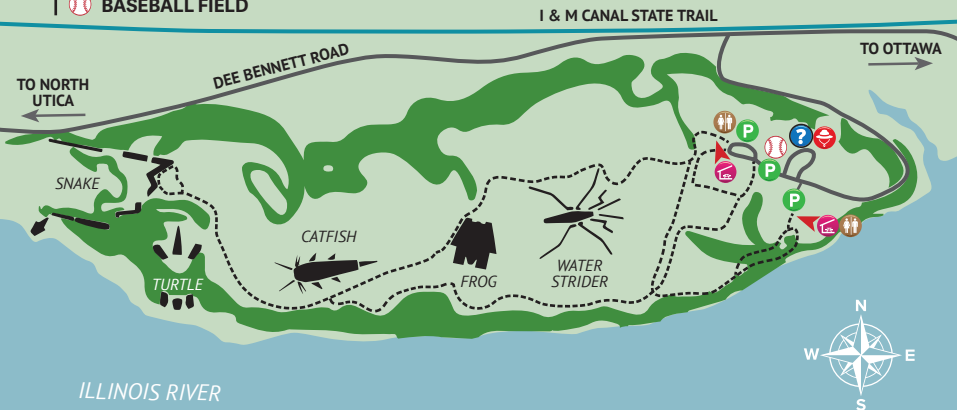 BASEBALL FIELD
I & M CANAL STATE TRAIL
DEE BENNETT ROAD
TO OTTAWA
TO NORTH
UTICA
P
?
P
P
SNAKE
CATFISH
TURTLE
FROG
WATER
STRIDER
N
W
E
S
ILLINOIS RIVER